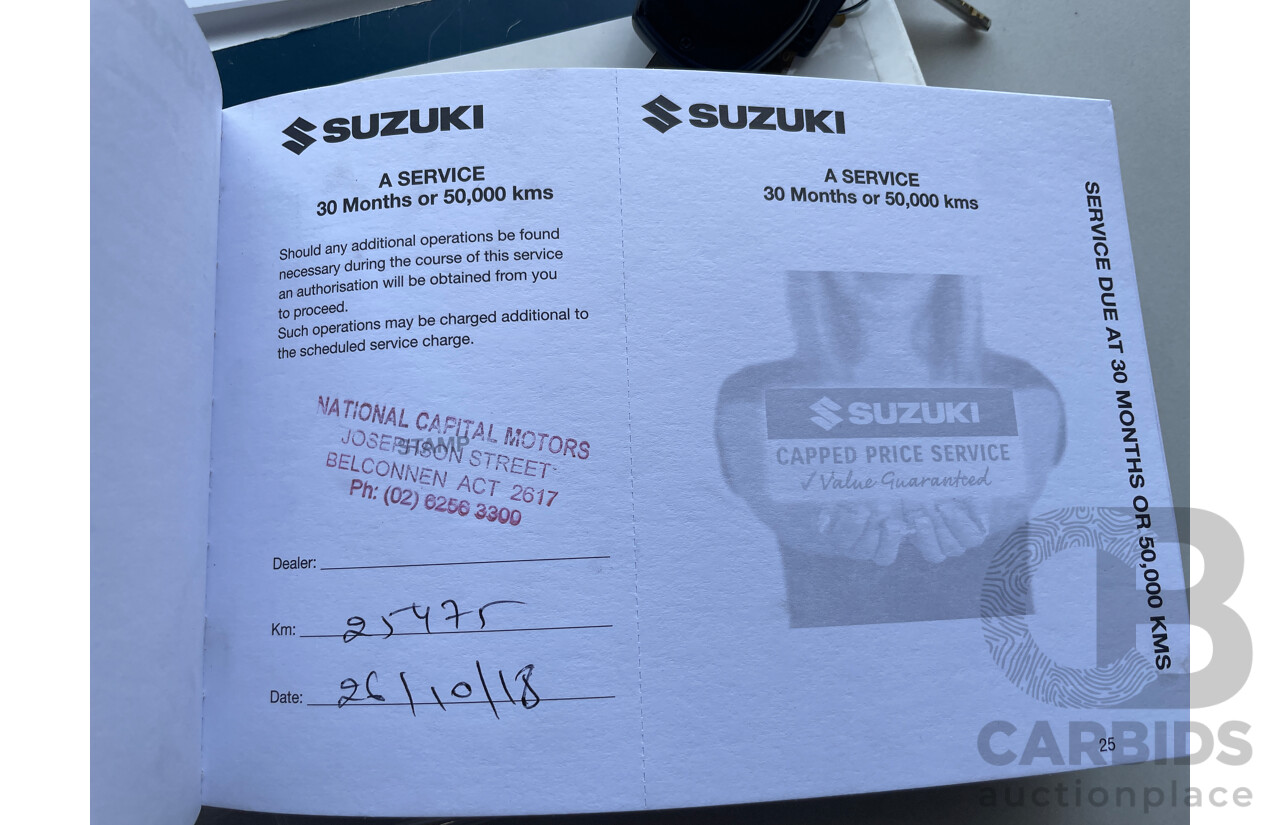 SUZUKI
A SERVICE
30 Months or 50,000 kms
Should any additional operations be found
necessary during the course of this service
an authorisation will be obtained from you
to proceed.
Such operations may be charged additional to
the scheduled service charge.
NATIONAL CAPITAL MOTORS
STAMP
JOSEPHSON STREET
BELCONNEN ACT 2617
Ph: (02) 6256 3300
Dealer:
Km: 25475
Date: 26/10/18
SUZUKI
A SERVICE
30 Months or 50,000 kms
SUZUKI
CAPPED PRICE SERVICE
✓ Value Guaranteed
SERVICE DUE AT 30 MONTHS OR 50,000 KMS
25
CB
CARBIDS
auctionplace